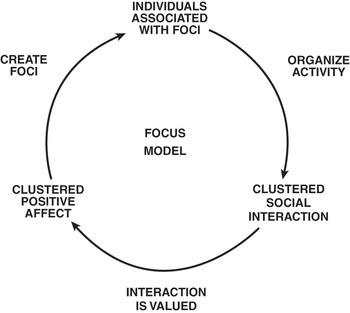 INDIVIDUALS
ASSOCIATED
WITH FOCI
CREATE
FOCI
ORGANIZE
ACTIVITY
FOCUS
MODEL
CLUSTERED
POSITIVE
AFFECT
CLUSTERED
SOCIAL
INTERACTION
INTERACTION
IS VALUED